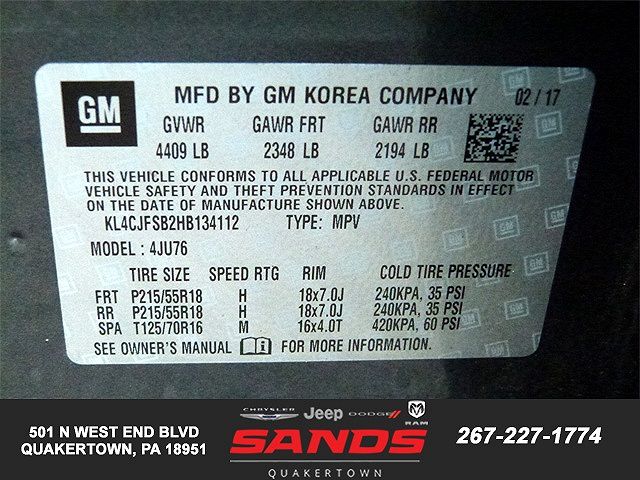 GM
MFD BY GM KOREA COMPANY 02/17
GVWR GAWR FRT GAWR RR
4409 LB 2348 LB 2194 LB
THIS VEHICLE CONFORMS TO ALL APPLICABLE U.S. FEDERAL MOTOR
VEHICLE SAFETY AND THEFT PREVENTION STANDARDS IN EFFECT
ON THE DATE OF MANUFACTURE SHOWN ABOVE.
KL4CJFSB2HB134112 TYPE: MPV
MODEL: 4JU76
TIRE SIZE SPEED RTG RIM COLD TIRE PRESSURE
FRT P215/55R18 H 18x7.0J 240KPA, 35 PSI
RR P215/55R18 H 18x7.0J 240KPA, 35 PSI
SPA T125/70R16 M 16x4.0T 420KPA, 60 PSI
SEE OWNER'S MANUAL FOR MORE INFORMATION.
CHRYSLER Jeep DODGE RAM
501 N WEST END BLVD
QUAKERTOWN, PA 18951
SANDS
QUAKERTOWN
267-227-1774